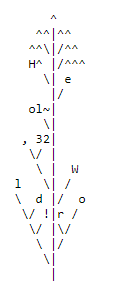 ^
    ^^|^^
   ^^\|/^^
   H^ |/^^^
     \| e
      |/
   ol~|
     \|
  , 32|
   \/ |
    \ |  W
 l   \| /
 \  d |/  o
  \/ !|r /
   \/ |\/
    \ |/
     \|
      |